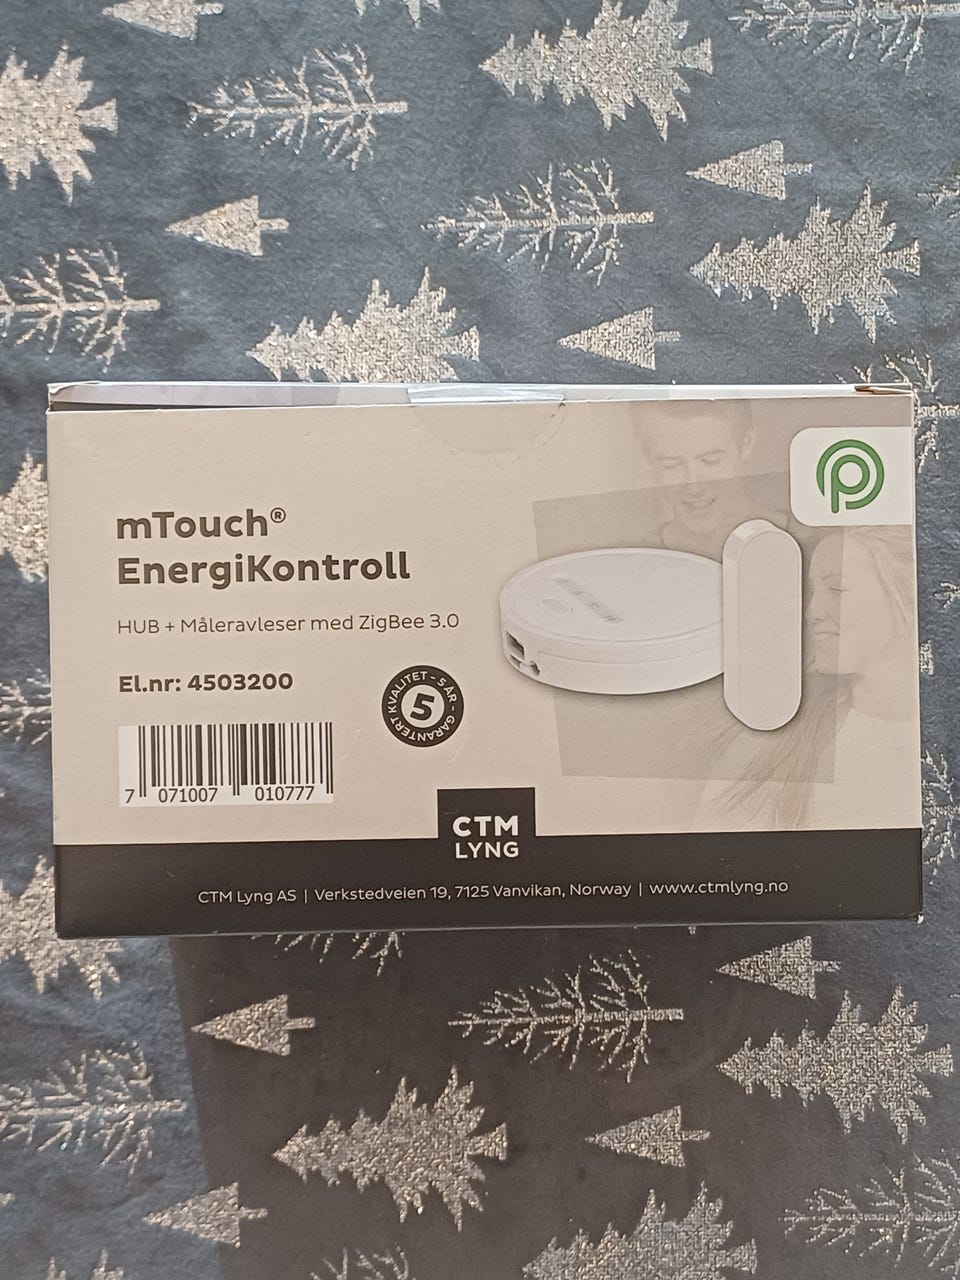 mTouch®
EnergiKontroll
HUB + Måleravleser med ZigBee 3.0
El.nr: 4503200
KVALITET - 5 ÅR - GARANTERT
5
7 071007 010777
CTM
LYNG
CTM Lyng AS | Verkstedveien 19, 7125 Vanvikan, Norway | www.ctmlyng.no